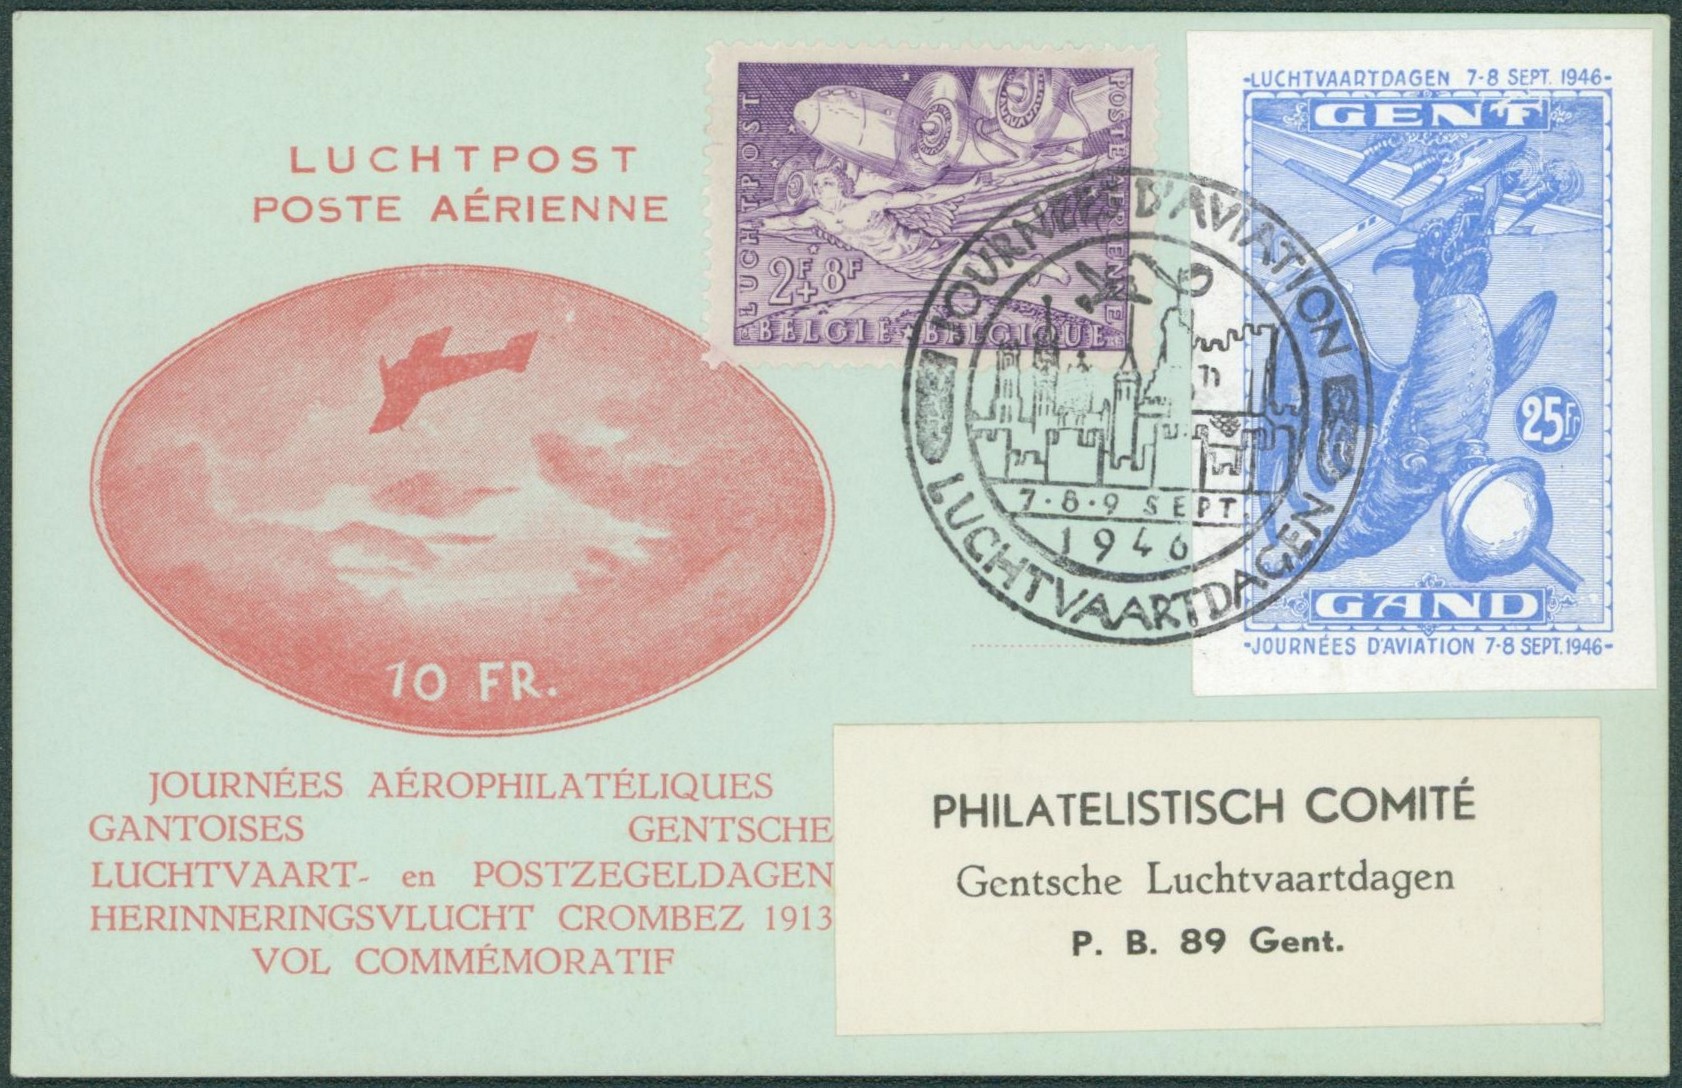 LUCHTPOST
POSTE AÉRIENNE
10 FR.
JOURNÉES AÉROPHILATÉLIQUES
GANTOISES GENTSCHE
LUCHTVAART- en POSTZEGELDAGEN
HERINNERINGSVLUCHT CROMBEZ 1913
VOL COMMÉMORATIF
LUCHTPOST
POSTE AERIENNE
2F+8F
BELGIË★BELGIQUE
JOURNEES D'AVIATION
7·8·9 SEPT.
1946
LUCHTVAARTDAGEN
-LUCHTVAARTDAGEN 7-8 SEPT. 1946-
GENT
25Fr
GAND
-JOURNÉES D'AVIATION 7-8 SEPT.1946-
PHILATELISTISCH COMITÉ
Gentsche Luchtvaartdagen
P. B. 89 Gent.